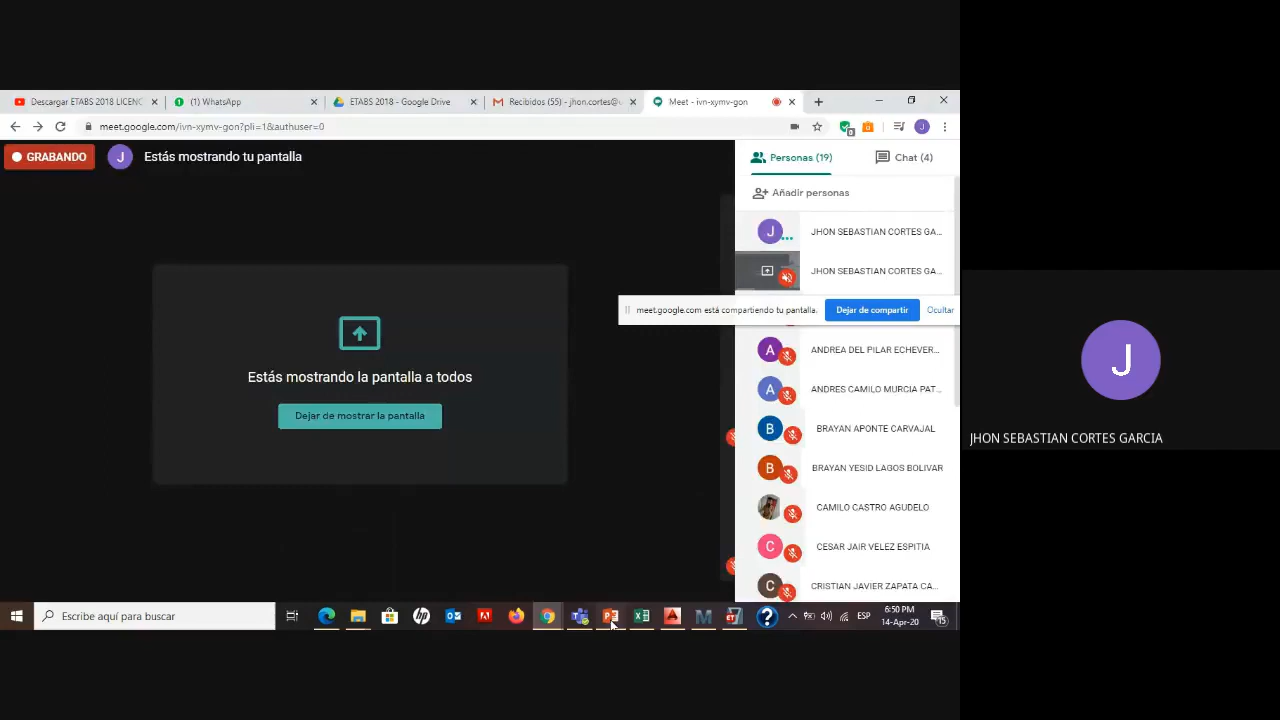 Descargar ETABS 2018 LICENC
(1) WhatsApp
ETABS 2018 - Google Drive
Recibidos (55) - jhon.cortes@u
Meet - ivn-xymv-gon
meet.google.com/ivn-xymv-gon?pli=1&authuser=0
GRABANDO
J
Estás mostrando tu pantalla
Personas (19)
Chat (4)
Añadir personas
J
JHON SEBASTIAN CORTES GA...
JHON SEBASTIAN CORTES GA...
meet.google.com está compartiendo tu pantalla.
Dejar de compartir
Ocultar
Estás mostrando la pantalla a todos
Dejar de mostrar la pantalla
A
ANDREA DEL PILAR ECHEVER...
A
ANDRES CAMILO MURCIA PAT...
B
BRAYAN APONTE CARVAJAL
B
BRAYAN YESID LAGOS BOLIVAR
CAMILO CASTRO AGUDELO
C
CESAR JAIR VELEZ ESPITIA
C
CRISTIAN JAVIER ZAPATA CA...
J
JHON SEBASTIAN CORTES GARCIA
Escribe aquí para buscar
ESP
6:50 PM
14-Apr-20
15